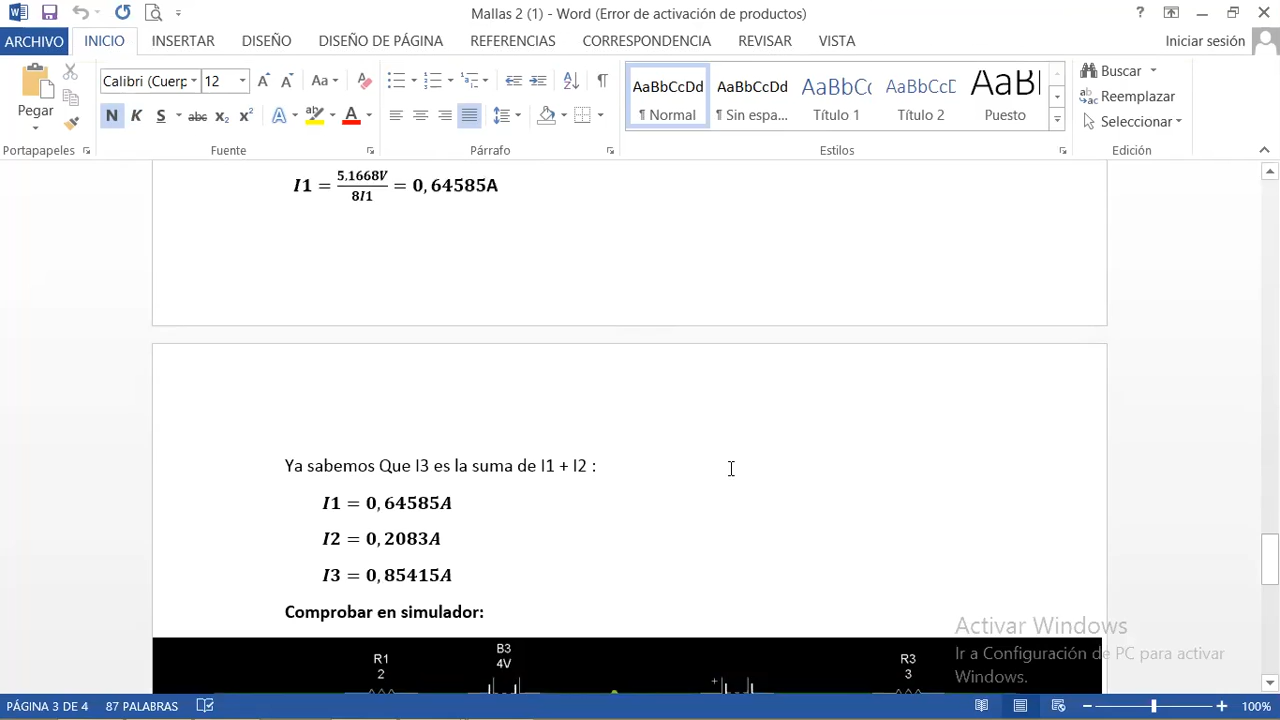 Mallas 2 (1) - Word (Error de activación de productos)
?
ARCHIVO INICIO INSERTAR DISEÑO DISEÑO DE PÁGINA REFERENCIAS CORRESPONDENCIA REVISAR VISTA Iniciar sesión
Pegar
Calibri (Cuerp 12
Aa
N K S abc x₂ x²
A ab A
AaBbCcDd AaBbCcDd AaBbCc AaBbCcD AaBl
¶ Normal ¶ Sin espa... Título 1 Título 2 Puesto
Buscar
Reemplazar
Seleccionar
Portapapeles Fuente Párrafo Estilos Edición
I1 = 5,1668V/8I1 = 0,64585A
Ya sabemos Que I3 es la suma de I1 + I2 :
I1 = 0,64585A
I2 = 0,2083A
I3 = 0,85415A
Comprobar en simulador:
R1
2
B3
4V
+
R3
3
Activar Windows
Ir a Configuración de PC para activar
Windows.
PÁGINA 3 DE 4 87 PALABRAS 100%